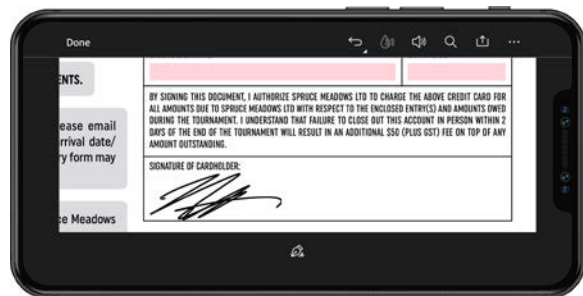 Done
ENTS.
ease email
rrival date/
ry form may
ce Meadows
BY SIGNING THIS DOCUMENT, I AUTHORIZE SPRUCE MEADOWS LTD TO CHARGE THE ABOVE CREDIT CARD FOR
ALL AMOUNTS DUE TO SPRUCE MEADOWS LTD WITH RESPECT TO THE ENCLOSED ENTRY(S) AND AMOUNTS OWED
DURING THE TOURNAMENT. I UNDERSTAND THAT FAILURE TO CLOSE OUT THIS ACCOUNT IN PERSON WITHIN 2
DAYS OF THE END OF THE TOURNAMENT WILL RESULT IN AN ADDITIONAL $50 (PLUS GST) FEE ON TOP OF ANY
AMOUNT OUTSTANDING.
SIGNATURE OF CARDHOLDER: